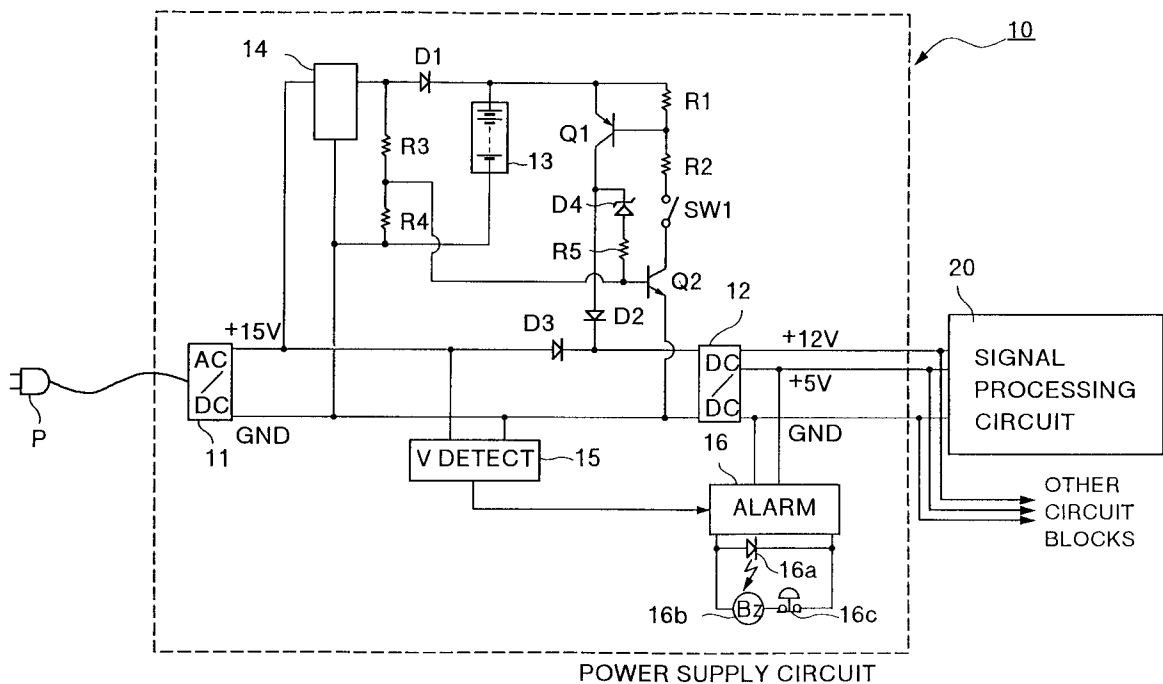 10
14
D1
R1
Q1
R3
13
R2
D4
SW1
R4
R5
Q2
12
20
D3
D2
+15V
+12V
AC
DC
DC
DC
+5V
SIGNAL
PROCESSING
CIRCUIT
P
11
GND
GND
V DETECT
15
16
ALARM
OTHER
CIRCUIT
BLOCKS
16a
16b
Bz
16c
POWER SUPPLY CIRCUIT